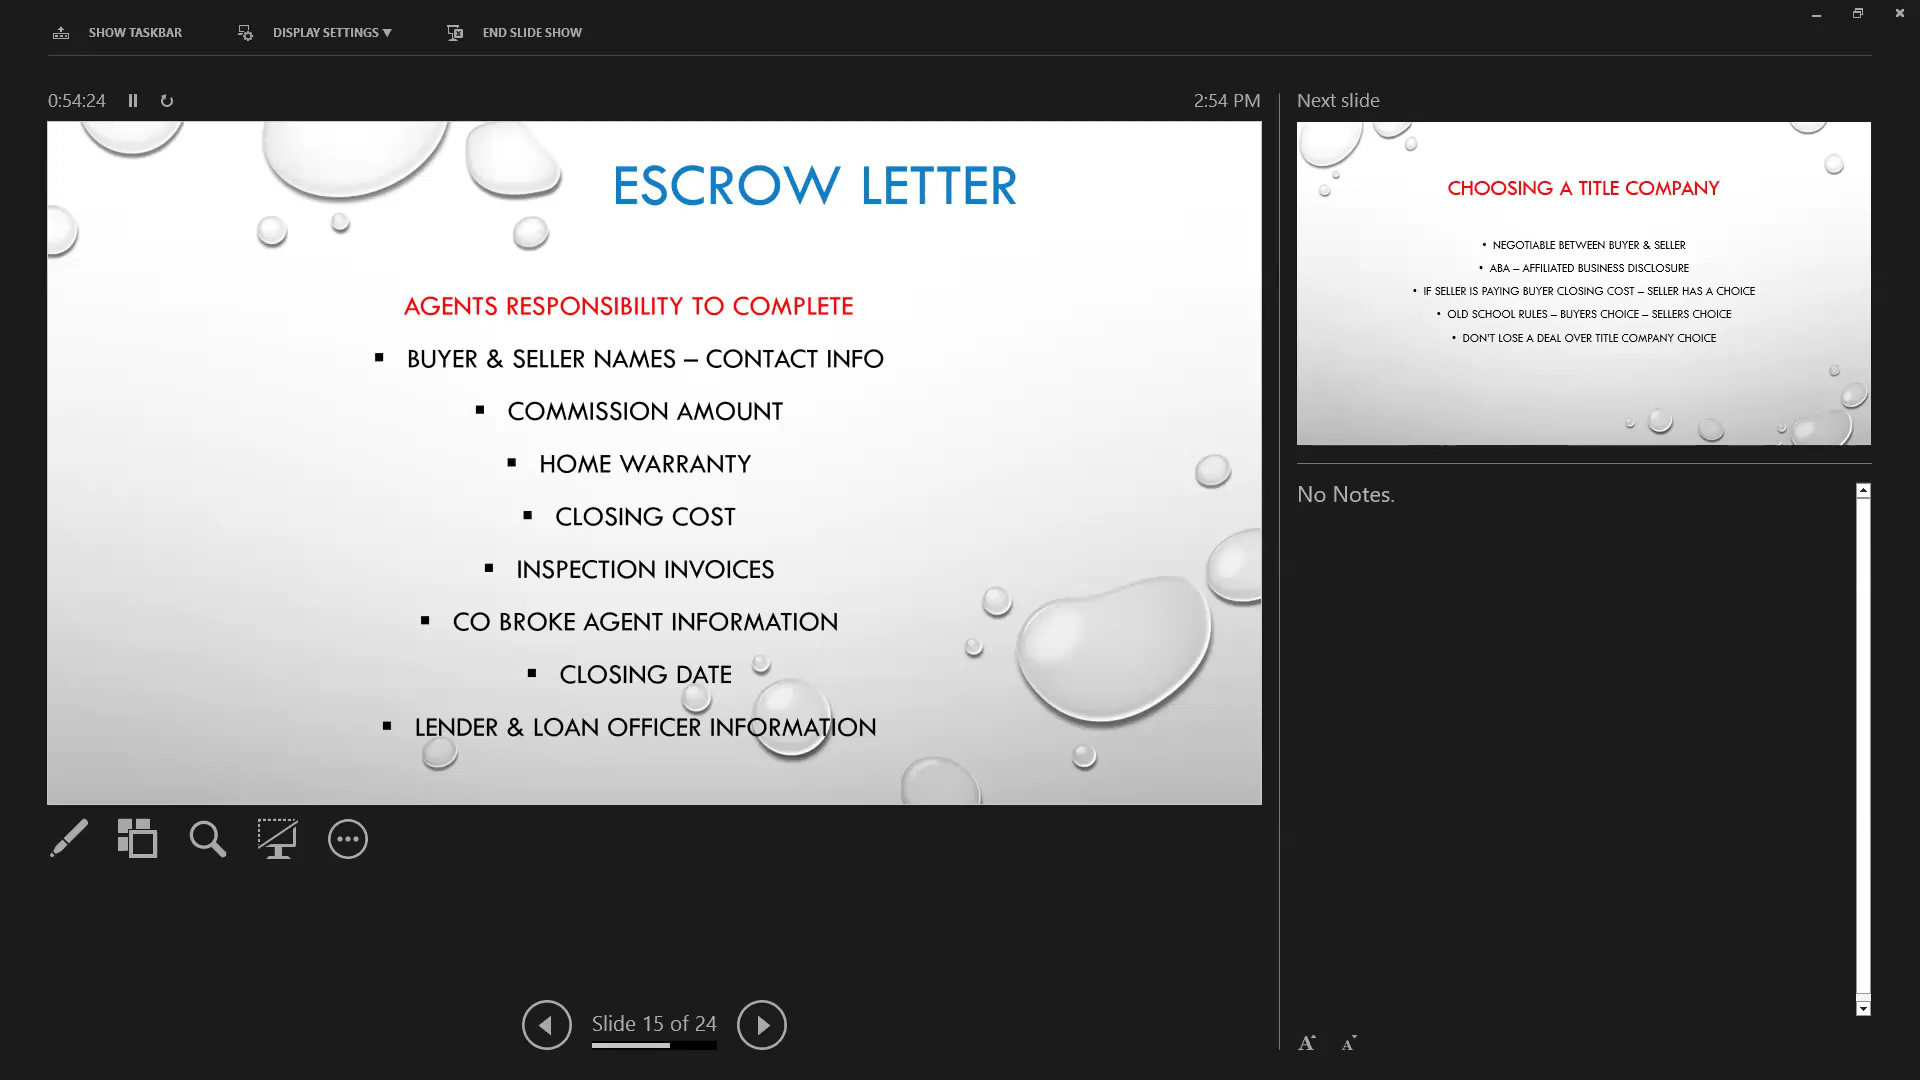 SHOW TASKBAR
DISPLAY SETTINGS ▼
END SLIDE SHOW
0:54:24
2:54 PM
ESCROW LETTER
AGENTS RESPONSIBILITY TO COMPLETE
▪ BUYER & SELLER NAMES – CONTACT INFO
▪ COMMISSION AMOUNT
▪ HOME WARRANTY
▪ CLOSING COST
▪ INSPECTION INVOICES
▪ CO BROKE AGENT INFORMATION
▪ CLOSING DATE
▪ LENDER & LOAN OFFICER INFORMATION
Slide 15 of 24
Next slide
CHOOSING A TITLE COMPANY
• NEGOTIABLE BETWEEN BUYER & SELLER
• ABA – AFFILIATED BUSINESS DISCLOSURE
• IF SELLER IS PAYING BUYER CLOSING COST – SELLER HAS A CHOICE
• OLD SCHOOL RULES – BUYERS CHOICE – SELLERS CHOICE
• DON'T LOSE A DEAL OVER TITLE COMPANY CHOICE
No Notes.
A A